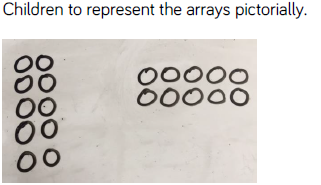 Children to represent the arrays pictorially.